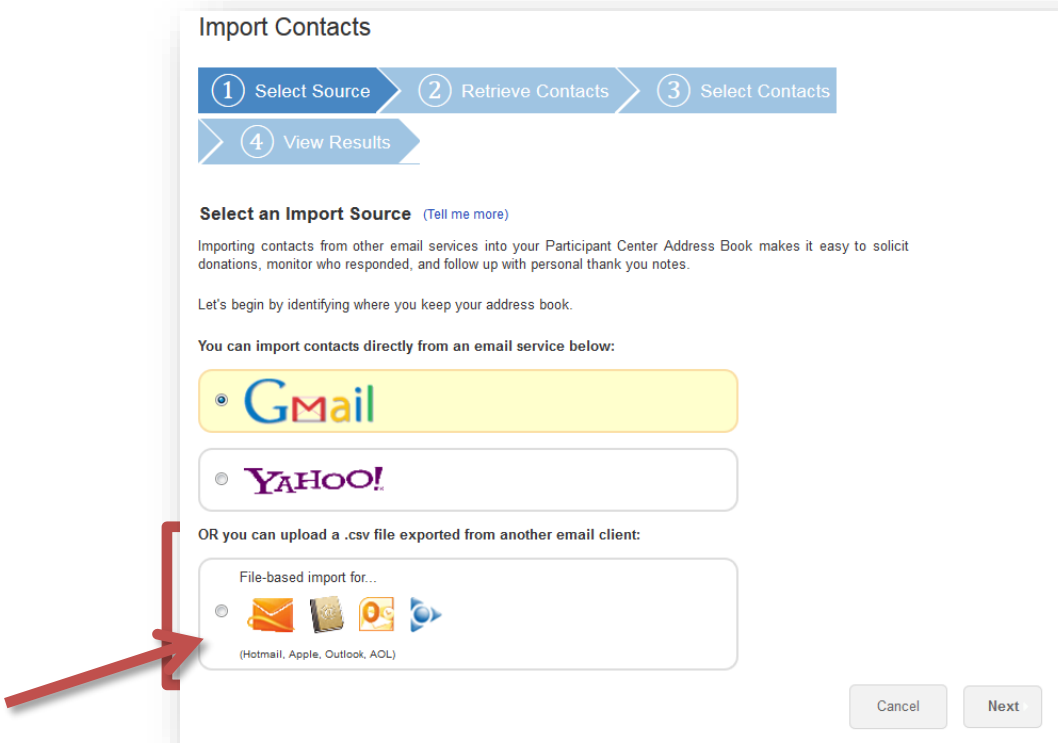 Import Contacts
1 Select Source 2 Retrieve Contacts 3 Select Contacts
4 View Results
Select an Import Source (Tell me more)
Importing contacts from other email services into your Participant Center Address Book makes it easy to solicit
donations, monitor who responded, and follow up with personal thank you notes.
Let's begin by identifying where you keep your address book.
You can import contacts directly from an email service below:
Gmail
YAHOO!
OR you can upload a .csv file exported from another email client:
File-based import for...
(Hotmail, Apple, Outlook, AOL)
Cancel Next